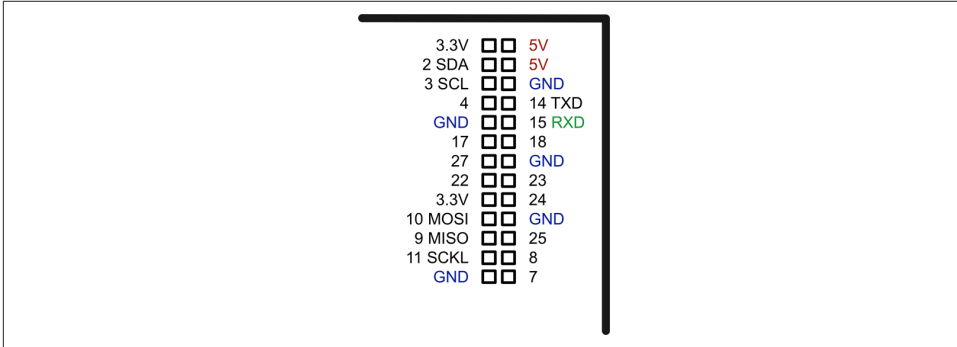 3.3V 5V
2 SDA 5V
3 SCL GND
4 14 TXD
GND 15 RXD
17 18
27 GND
22 23
3.3V 24
10 MOSI GND
9 MISO 25
11 SCKL 8
GND 7